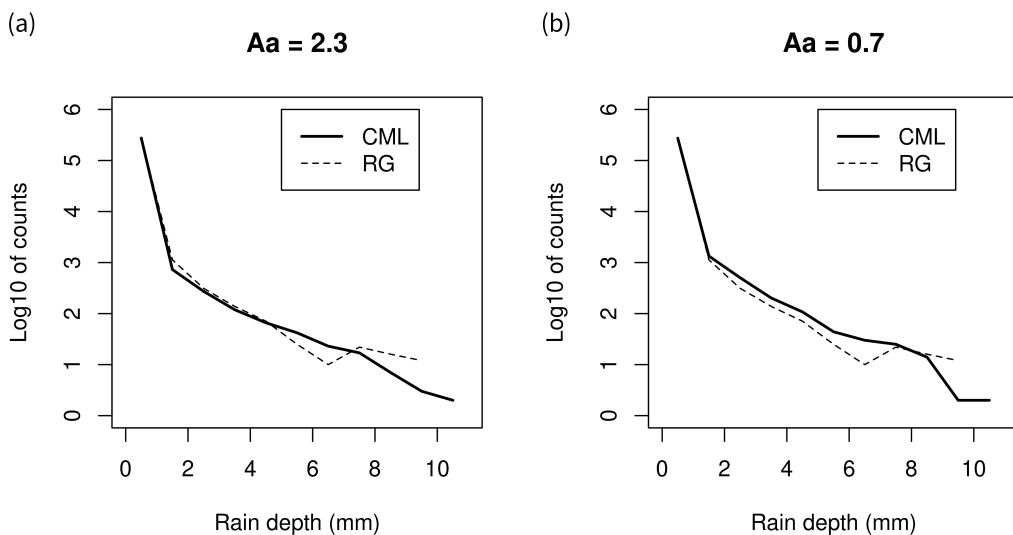 (a)
Aa = 2.3
CML
RG
6
5
4
3
2
1
0
Log10 of counts
0 2 4 6 8 10
Rain depth (mm)
(b)
Aa = 0.7
CML
RG
6
5
4
3
2
1
0
Log10 of counts
0 2 4 6 8 10
Rain depth (mm)